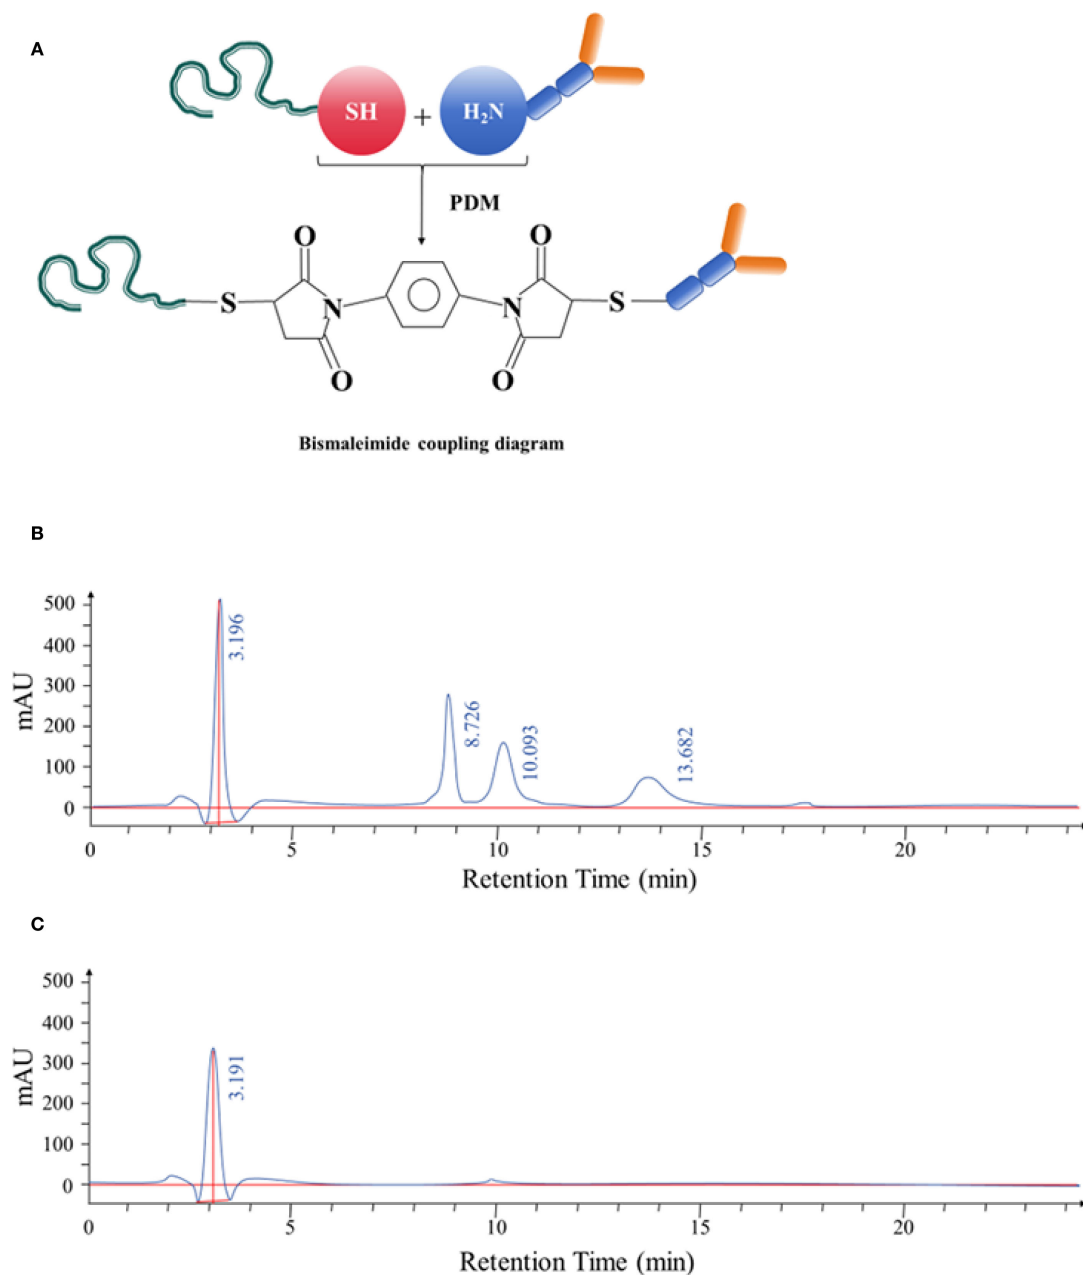 A
SH + H₂N
PDM
O O
S N N S
O O
Bismaleimide coupling diagram
B
500
400
300
200
100
0
mAU
3.196
8.726
10.093
13.682
0 5 10 15 20
Retention Time (min)
C
500
400
300
200
100
0
mAU
3.191
0 5 10 15 20
Retention Time (min)